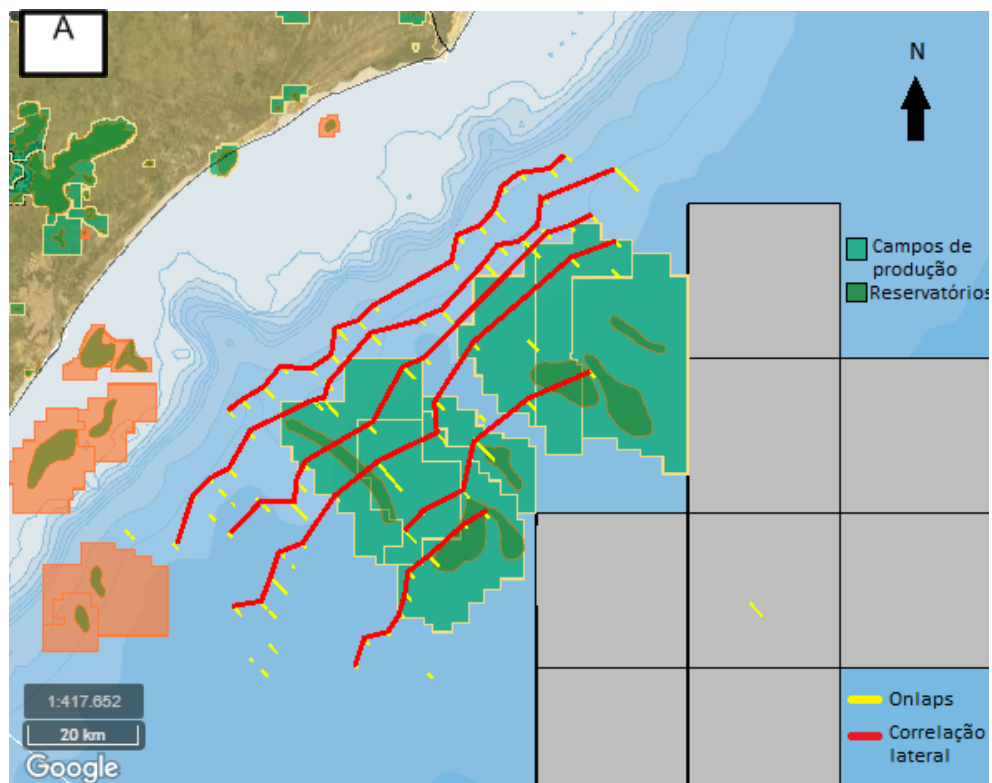 A
N
Campos de
produção
Reservatórios
1:417.652
20 km
Google
Onlaps
Correlação
lateral